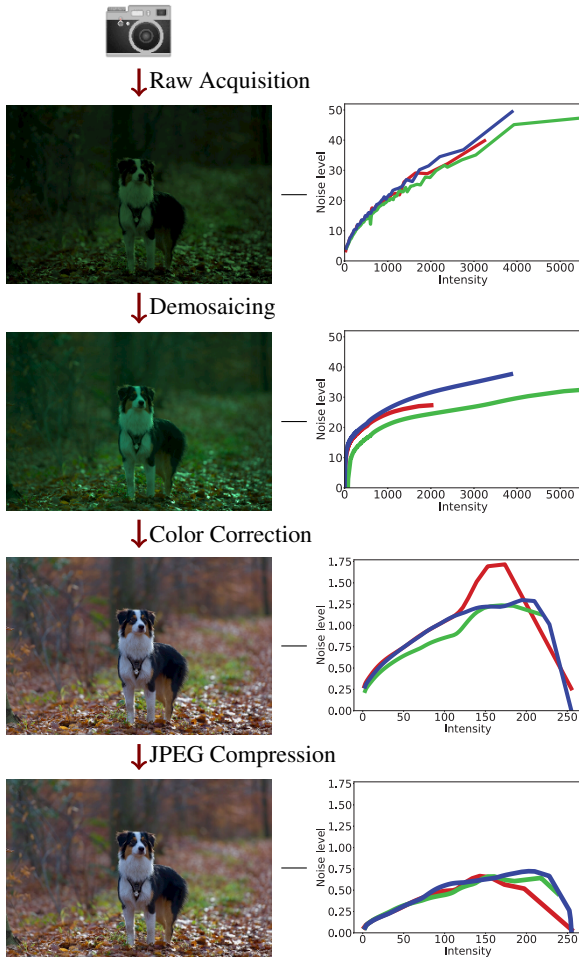 Raw Acquisition
50
40
30
20
10
0
Noise level
0 1000 2000 3000 4000 5000
Intensity
Demosaicing
60
50
40
30
20
10
0
Noise level
0 1000 2000 3000 4000 5000
Intensity
Color Correction
1.75
1.50
1.25
1.00
0.75
0.50
0.25
0.00
Noise level
0 50 100 150 200 250
Intensity
JPEG Compression
1.75
1.50
1.25
1.00
0.75
0.50
0.25
0.00
Noise level
0 50 100 150 200 250
Intensity